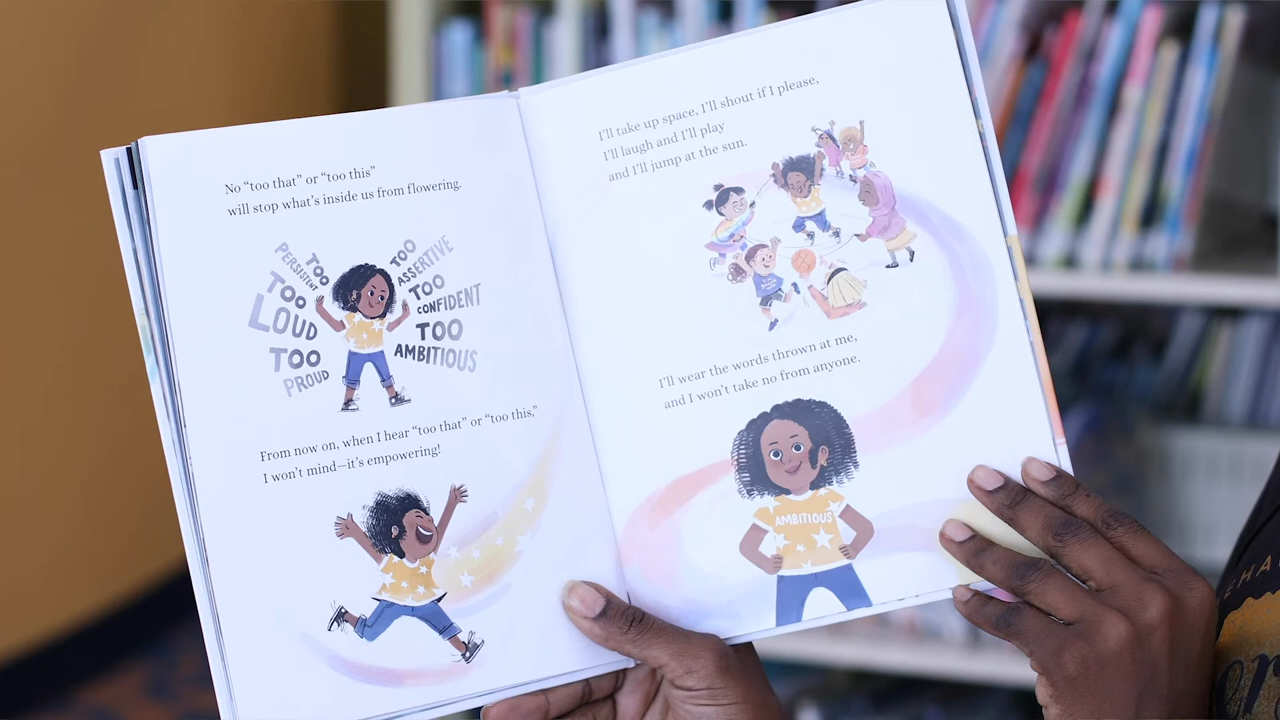 No “too that” or “too this”
will stop what’s inside us from flowering.
TOO
PERSISTENT
TOO
LOUD
TOO
PROUD
TOO
ASSERTIVE
TOO
CONFIDENT
TOO
AMBITIOUS
From now on, when I hear “too that” or “too this,”
I won’t mind—it’s empowering!
I’ll take up space, I’ll shout if I please,
I’ll laugh and I’ll play
and I’ll jump at the sun.
I’ll wear the words thrown at me,
and I won’t take no from anyone.
AMBITIOUS